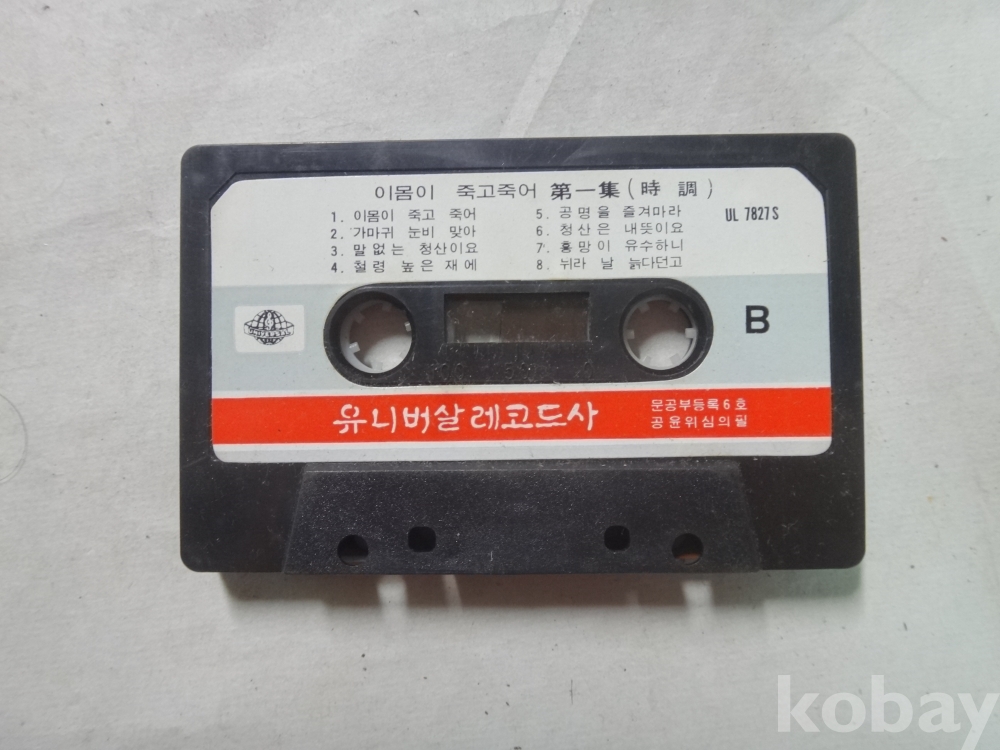 이몸이 죽고죽어 第一集 (時調)
1. 이몸이 죽고 죽어
2. 가마귀 눈비 맞아
3. 말없는 청산이요
4. 철령 높은 재에
5. 공명을 즐겨마라
6. 청산은 내뜻이요
7. 흥망이 유수하니
8. 뉘라 날 늙다던고
UL 7827S
B
유니버살레코드사
문공부등록6호
공윤위심의필
kobay